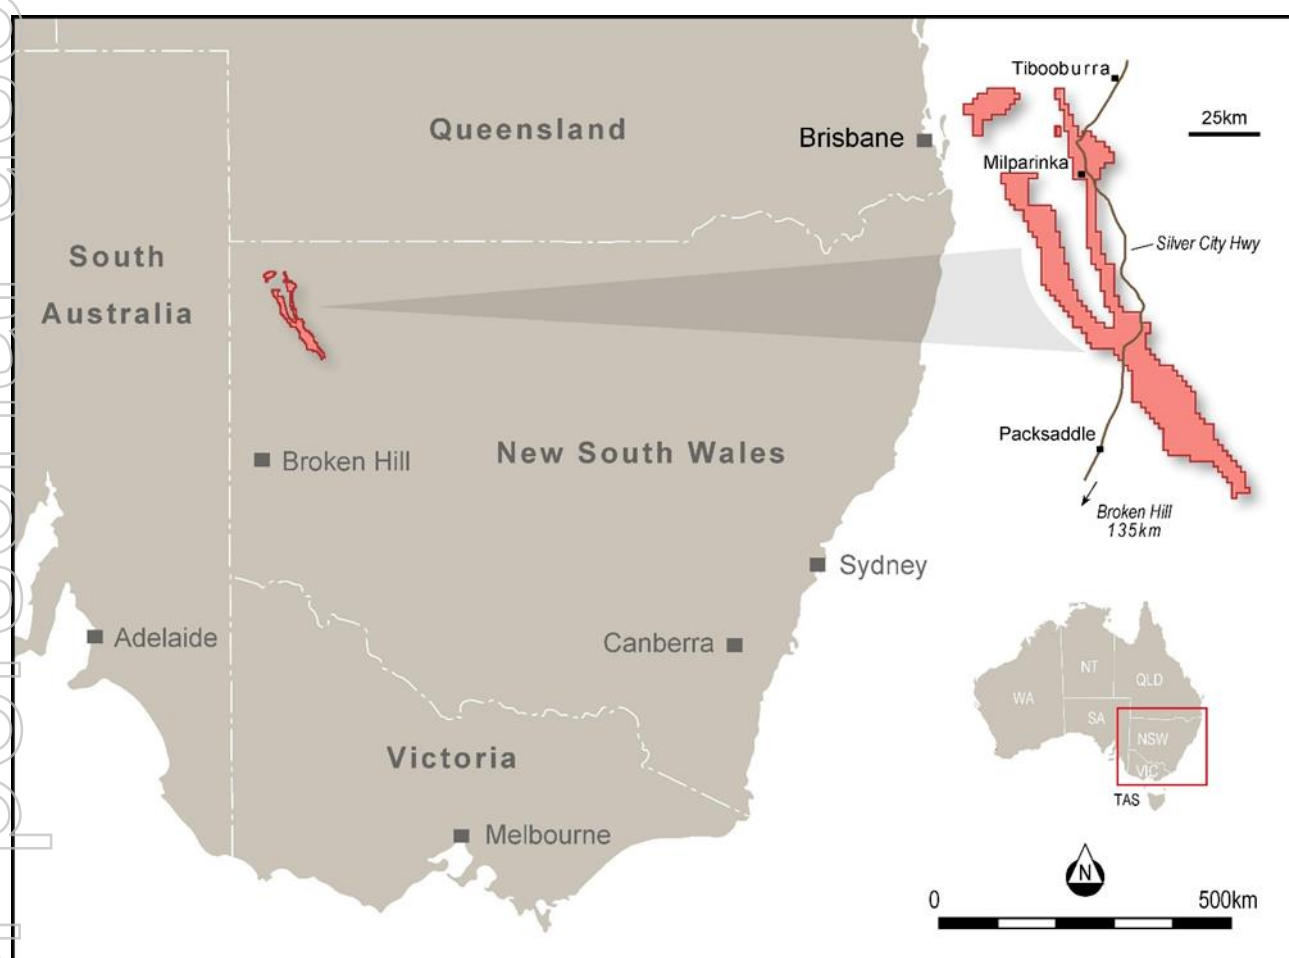 Queensland
Brisbane
South
Australia
Broken Hill
New South Wales
Sydney
Adelaide
Canberra
Victoria
Melbourne
Tibooburra
25km
Milparinka
Silver City Hwy
Packsaddle
Broken Hill
135km
NT
QLD
WA
SA
NSW
VIC
TAS
N
0 500km